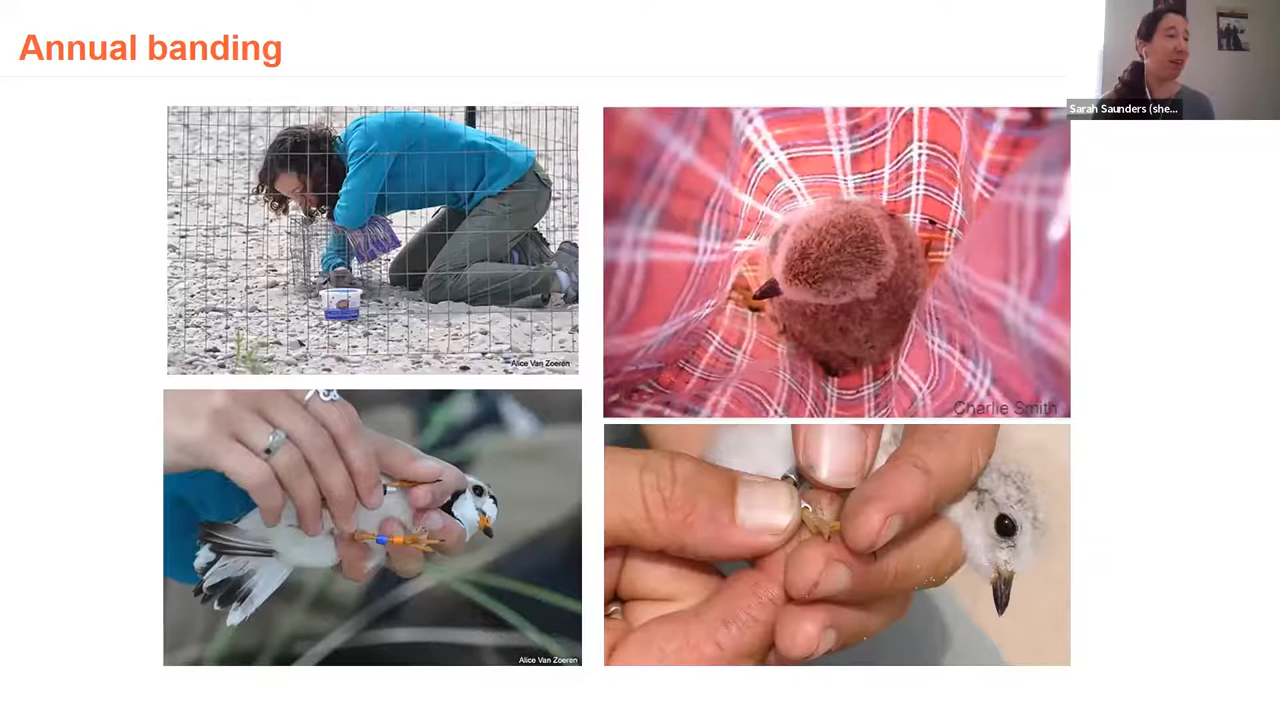 Annual banding
Sarah Saunders (she...
Alice Van Zoeren
Charlie Smith
Alice Van Zoeren